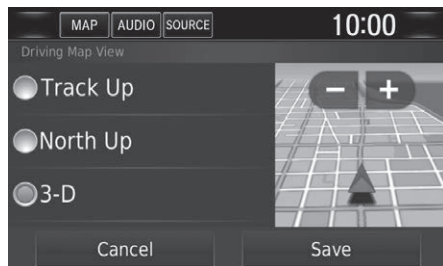 MAP AUDIO SOURCE 10:00
Driving Map View
Track Up
North Up
3-D
Cancel Save